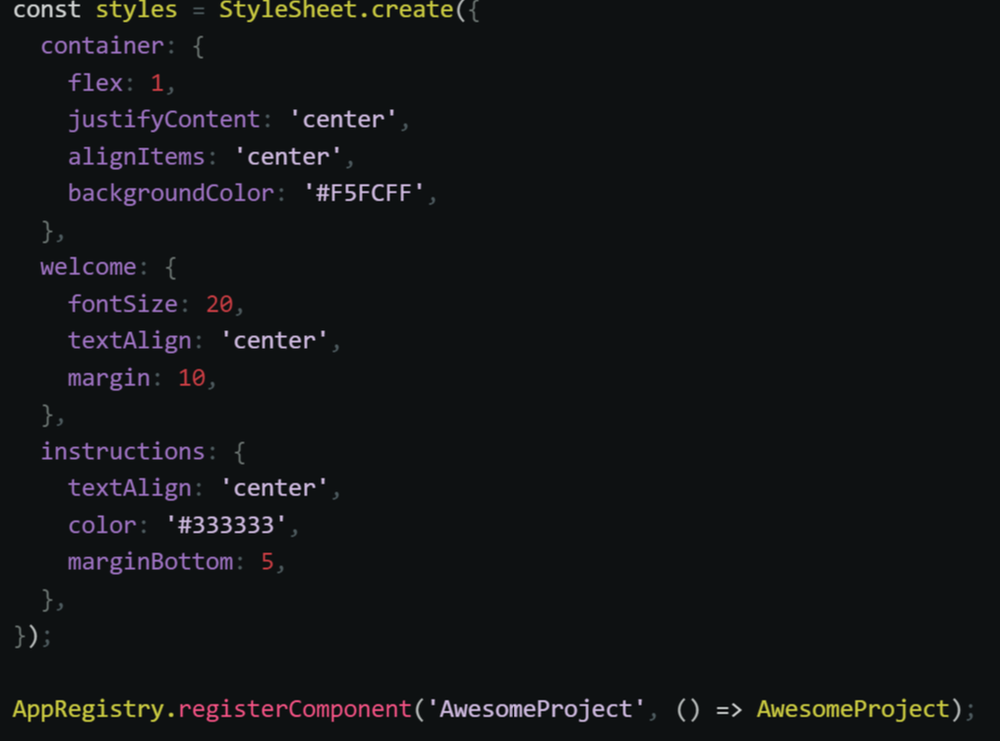 const styles = StyleSheet.create({
  container: {
    flex: 1,
    justifyContent: 'center',
    alignItems: 'center',
    backgroundColor: '#F5FCFF',
  },
  welcome: {
    fontSize: 20,
    textAlign: 'center',
    margin: 10,
  },
  instructions: {
    textAlign: 'center',
    color: '#333333',
    marginBottom: 5,
  },
});

AppRegistry.registerComponent('AwesomeProject', () => AwesomeProject);